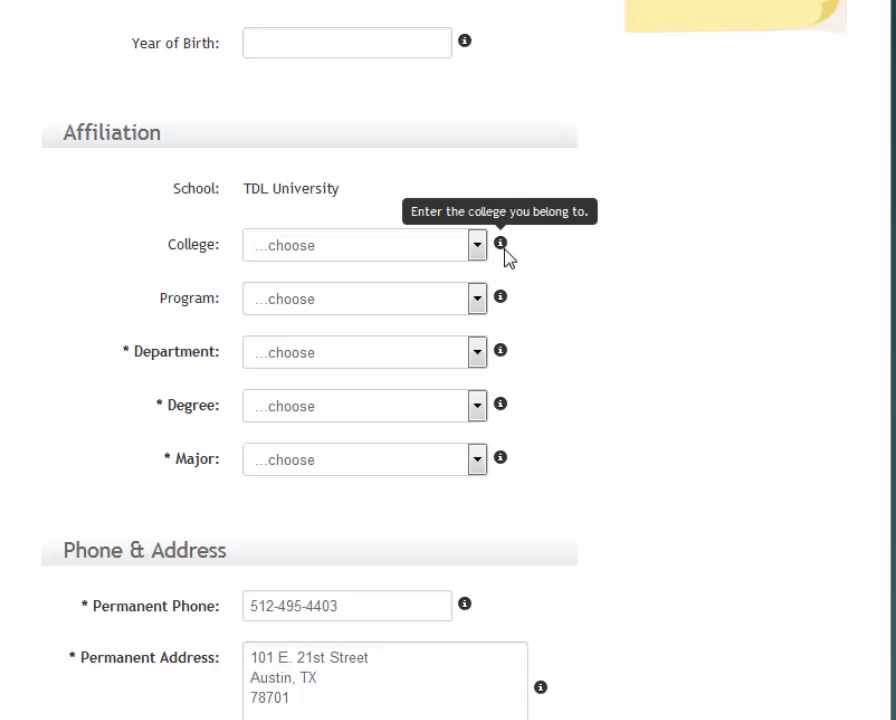 Year of Birth:
Affiliation
School: TDL University
Enter the college you belong to.
College: ...choose
Program: ...choose
* Department: ...choose
* Degree: ...choose
* Major: ...choose
Phone & Address
* Permanent Phone: 512-495-4403
* Permanent Address: 101 E. 21st Street
Austin, TX
78701